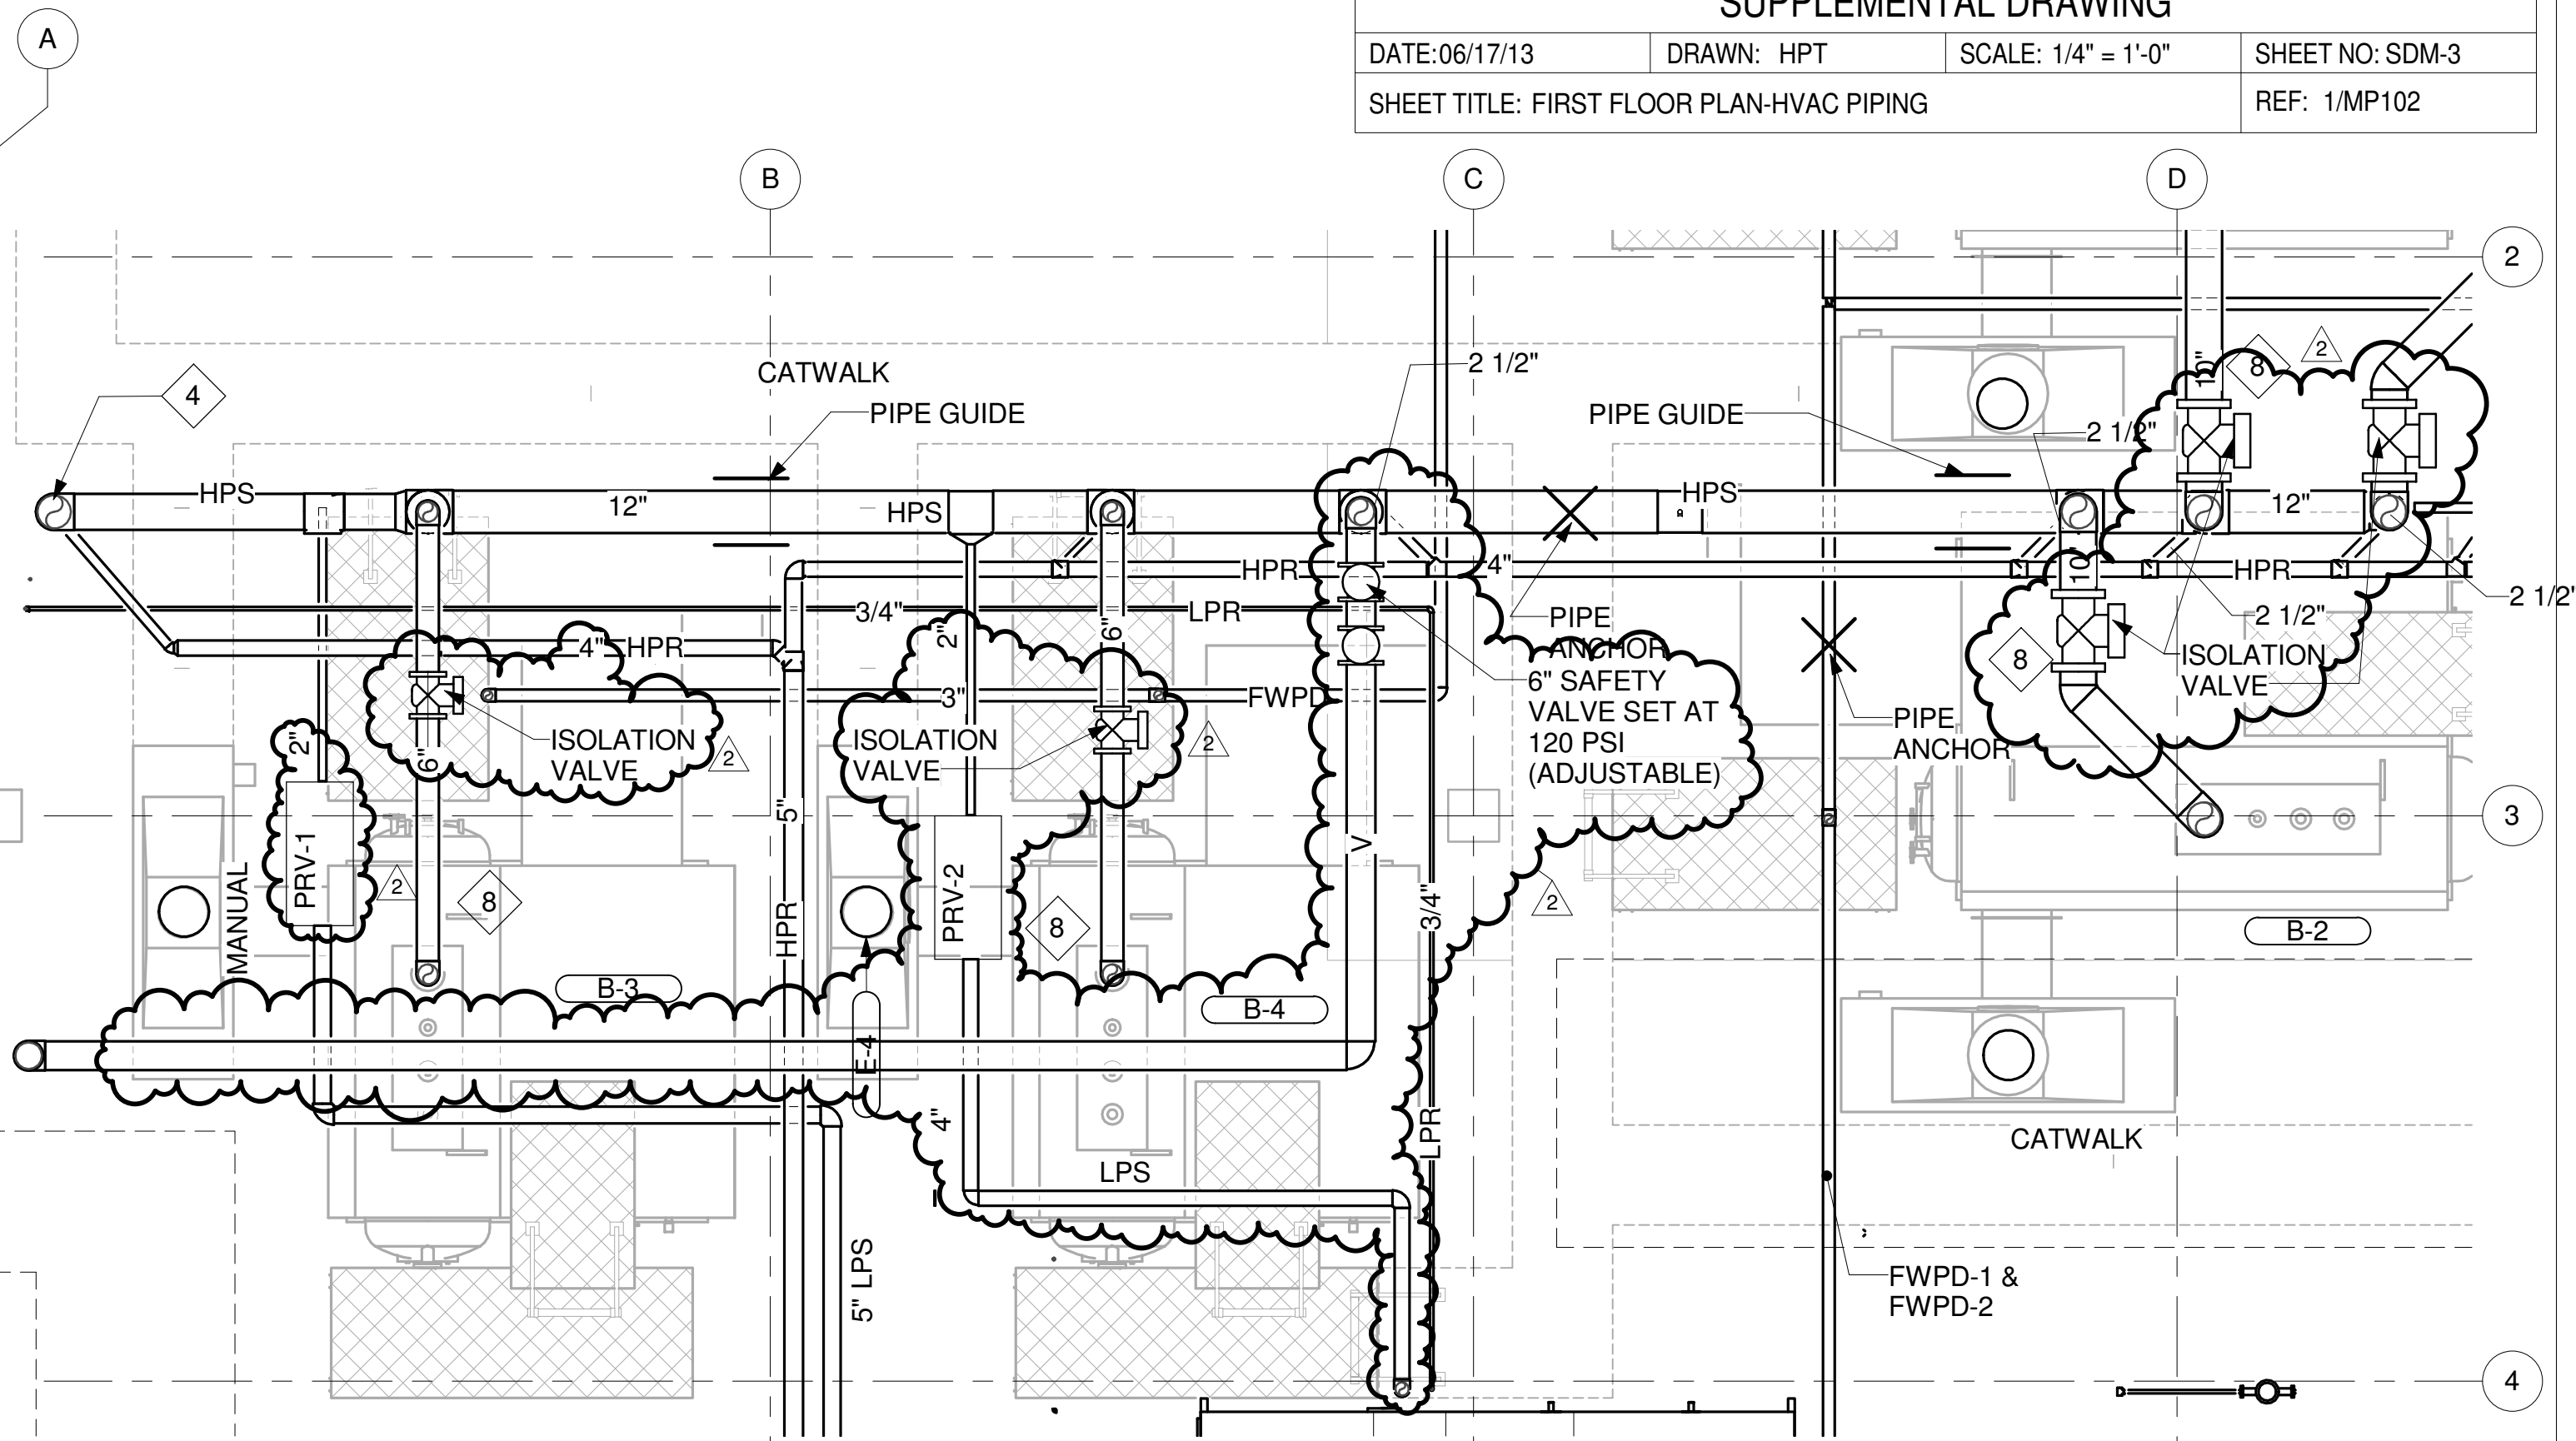 SUPPLEMENTAL DRAWING
DATE:06/17/13
DRAWN: HPT
SCALE: 1/4" = 1'-0"
SHEET NO: SDM-3
SHEET TITLE: FIRST FLOOR PLAN-HVAC PIPING
REF: 1/MP102
A
B
C
D
2
CATWALK
2 1/2"
10"
8
2
4
PIPE GUIDE
PIPE GUIDE
2 1/2"
HPS
12"
HPS
HPS
12"
HPR
4"
10"
HPR
2 1/2"
3/4"
LPR
2 1/2"
PIPE
ANCHOR
4"
HPR
2"
6"
8
ISOLATION
VALVE
3"
FWPD
6" SAFETY
VALVE SET AT
120 PSI
(ADJUSTABLE)
PIPE
ANCHOR
2"
6"
ISOLATION
VALVE
2
ISOLATION
VALVE
2
5"
3
PRV-1
MANUAL
2
8
HPR
PRV-2
8
V
3/4"
2
B-2
B-3
B-4
E-4
4"
LPR
CATWALK
LPS
5" LPS
FWPD-1 &
FWPD-2
4